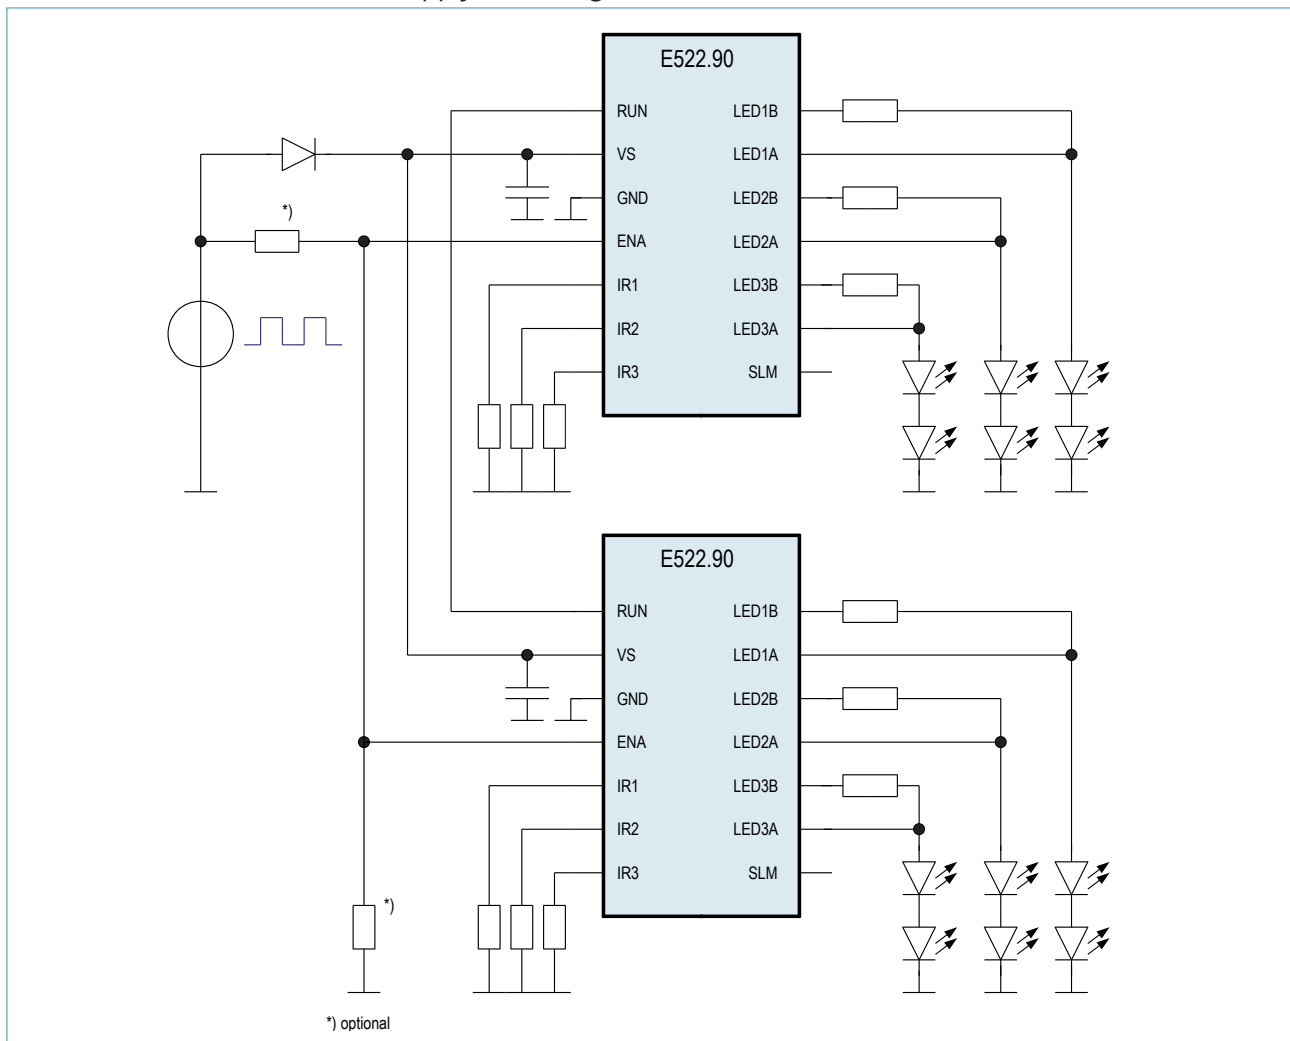 E522.90
RUN LED1B
VS LED1A
GND LED2B
*)
ENA LED2A
IR1 LED3B
IR2 LED3A
IR3 SLM
E522.90
RUN LED1B
VS LED1A
GND LED2B
ENA LED2A
IR1 LED3B
IR2 LED3A
IR3 SLM
*)
*) optional